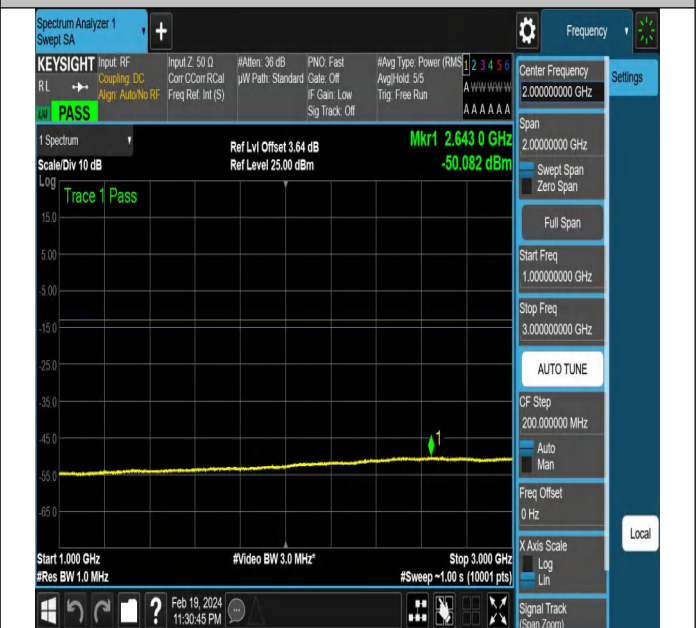 Spectrum Analyzer 1
Swept SA
+
Frequency
KEYSIGHT
RL
PASS
Input: RF
Coupling: DC
Align: Auto/No RF
Input Z: 50 Ω
Corr CCorr RCal
Freq Ref: Int (S)
#Atten: 36 dB
µW Path: Standard
PNO: Fast
Gate: Off
IF Gain: Low
Sig Track: Off
#Avg Type: Power (RMS
Avg|Hold: 5/5
Trig: Free Run
1 2 3 4 5 6
A W W W W W
A A A A A A
1 Spectrum
Scale/Div 10 dB
Ref Lvl Offset 3.64 dB
Ref Level 25.00 dBm
Mkr1 2.643 0 GHz
-50.082 dBm
Log
Trace 1 Pass
15.0
5.00
-5.00
-15.0
-25.0
-35.0
-45.0
-55.0
-65.0
1
Start 1.000 GHz
#Res BW 1.0 MHz
#Video BW 3.0 MHz*
Stop 3.000 GHz
#Sweep ~1.00 s (10001 pts)
?
Feb 19, 2024
11:30:45 PM
Center Frequency
2.000000000 GHz
Settings
Span
2.00000000 GHz
Swept Span
Zero Span
Full Span
Start Freq
1.000000000 GHz
Stop Freq
3.000000000 GHz
AUTO TUNE
CF Step
200.000000 MHz
Auto
Man
Freq Offset
0 Hz
X Axis Scale
Log
Lin
Local
Signal Track
(Span Zoom)